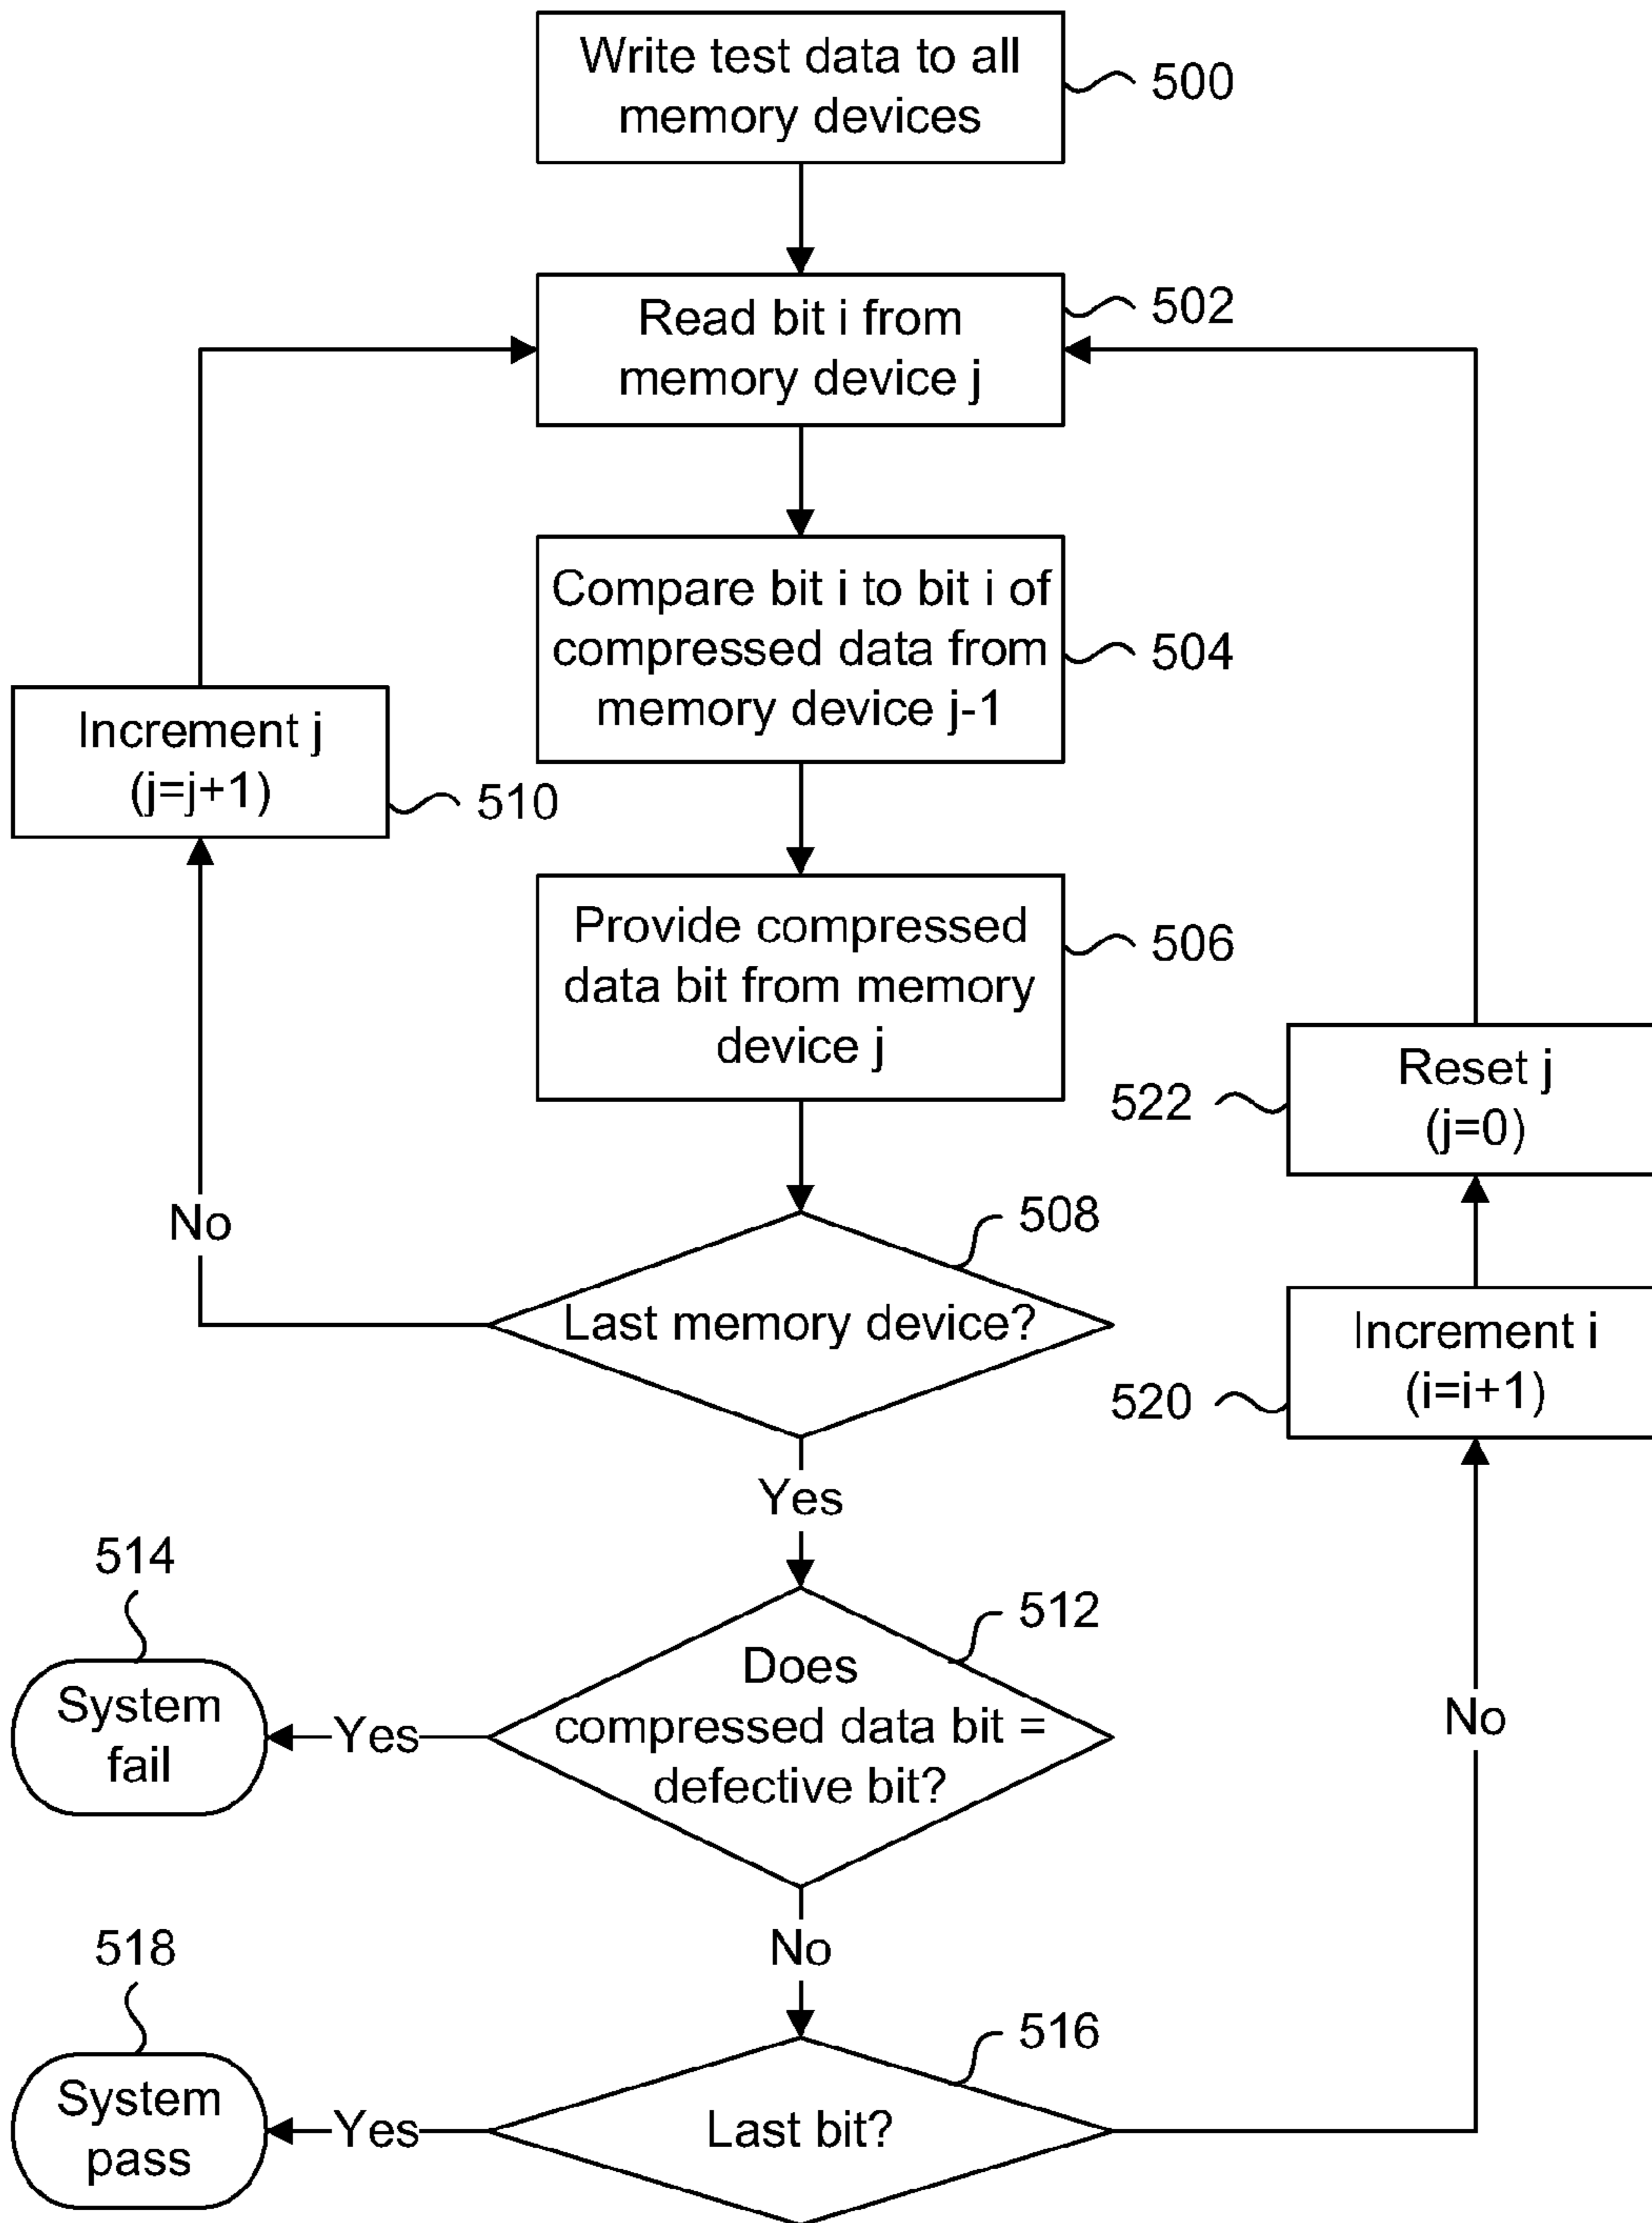 Write test data to all
memory devices
500
Read bit i from
memory device j
502
Compare bit i to bit i of
compressed data from
memory device j-1
504
Increment j
(j=j+1)
510
Provide compressed
data bit from memory
device j
506
Reset j
(j=0)
522
No
508
Last memory device?
Increment i
(i=i+1)
520
Yes
514
512
System
fail
Yes
Does
compressed data bit =
defective bit?
No
No
518
516
System
pass
Yes
Last bit?